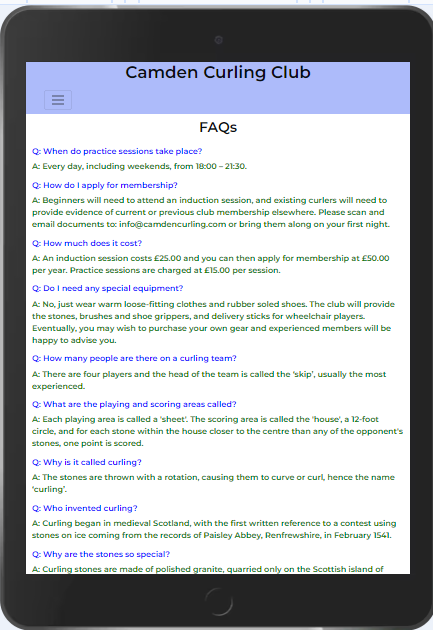 Camden Curling Club
FAQs
Q: When do practice sessions take place?
A: Every day, including weekends, from 18:00 – 21:30.
Q: How do I apply for membership?
A: Beginners will need to attend an induction session, and existing curlers will need to
provide evidence of current or previous club membership elsewhere. Please scan and
email documents to: info@camdencurling.com or bring them along on your first night.
Q: How much does it cost?
A: An induction session costs £25.00 and you can then apply for membership at £50.00
per year. Practice sessions are charged at £15.00 per session.
Q: Do I need any special equipment?
A: No, just wear warm loose-fitting clothes and rubber soled shoes. The club will provide
the stones, brushes and shoe grippers, and delivery sticks for wheelchair players.
Eventually, you may wish to purchase your own gear and experienced members will be
happy to advise you.
Q: How many people are there on a curling team?
A: There are four players and the head of the team is called the 'skip', usually the most
experienced.
Q: What are the playing and scoring areas called?
A: Each playing area is called a 'sheet'. The scoring area is called the 'house', a 12-foot
circle, and for each stone within the house closer to the centre than any of the opponent's
stones, one point is scored.
Q: Why is it called curling?
A: The stones are thrown with a rotation, causing them to curve or curl, hence the name
'curling'.
Q: Who invented curling?
A: Curling began in medieval Scotland, with the first written reference to a contest using
stones on ice coming from the records of Paisley Abbey, Renfrewshire, in February 1541.
Q: Why are the stones so special?
A: Curling stones are made of polished granite, quarried only on the Scottish island of